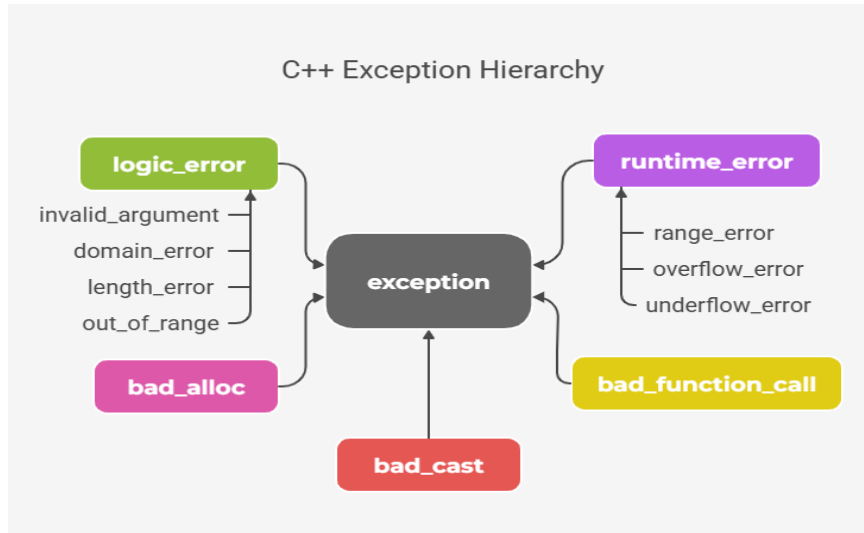 C++ Exception Hierarchy
logic_error
invalid_argument
domain_error
length_error
out_of_range
runtime_error
range_error
overflow_error
underflow_error
exception
bad_alloc
bad_function_call
bad_cast